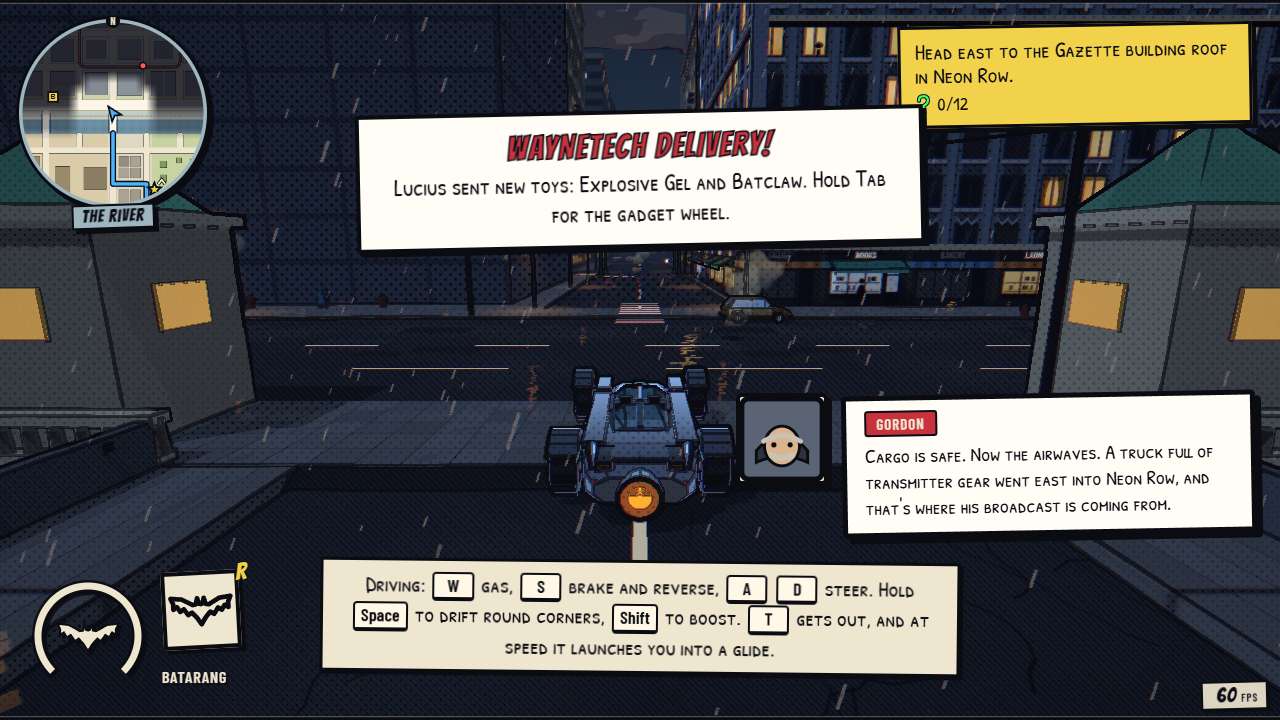 N
B
THE RIVER
HEAD EAST TO THE GAZETTE BUILDING ROOF
IN NEON ROW.
? 0/12
WAYNETECH DELIVERY!
LUCIUS SENT NEW TOYS: EXPLOSIVE GEL AND BATCLAW. HOLD TAB
FOR THE GADGET WHEEL.
BOOKS
BAKERY
GORDON
CARGO IS SAFE. NOW THE AIRWAVES. A TRUCK FULL OF
TRANSMITTER GEAR WENT EAST INTO NEON ROW, AND
THAT'S WHERE HIS BROADCAST IS COMING FROM.
DRIVING: W GAS, S BRAKE AND REVERSE, A D STEER. HOLD
Space TO DRIFT ROUND CORNERS, Shift TO BOOST. T GETS OUT, AND AT
SPEED IT LAUNCHES YOU INTO A GLIDE.
R
BATARANG
60 FPS